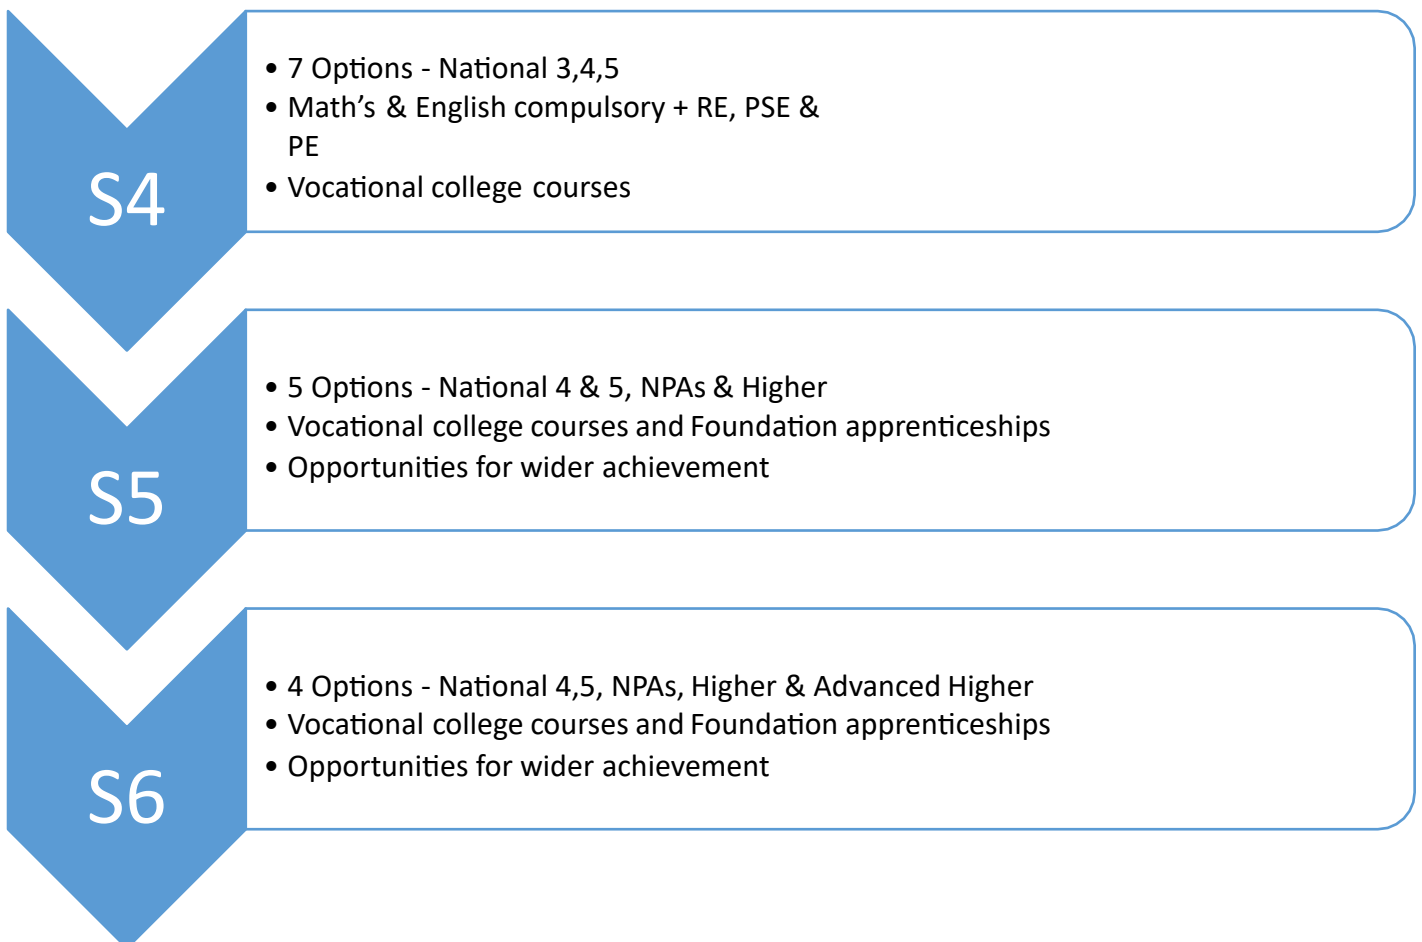 S4
• 7 Options - National 3,4,5
• Math’s & English compulsory + RE, PSE &
PE
• Vocational college courses
S5
• 5 Options - National 4 & 5, NPAs & Higher
• Vocational college courses and Foundation apprenticeships
• Opportunities for wider achievement
S6
• 4 Options - National 4,5, NPAs, Higher & Advanced Higher
• Vocational college courses and Foundation apprenticeships
• Opportunities for wider achievement